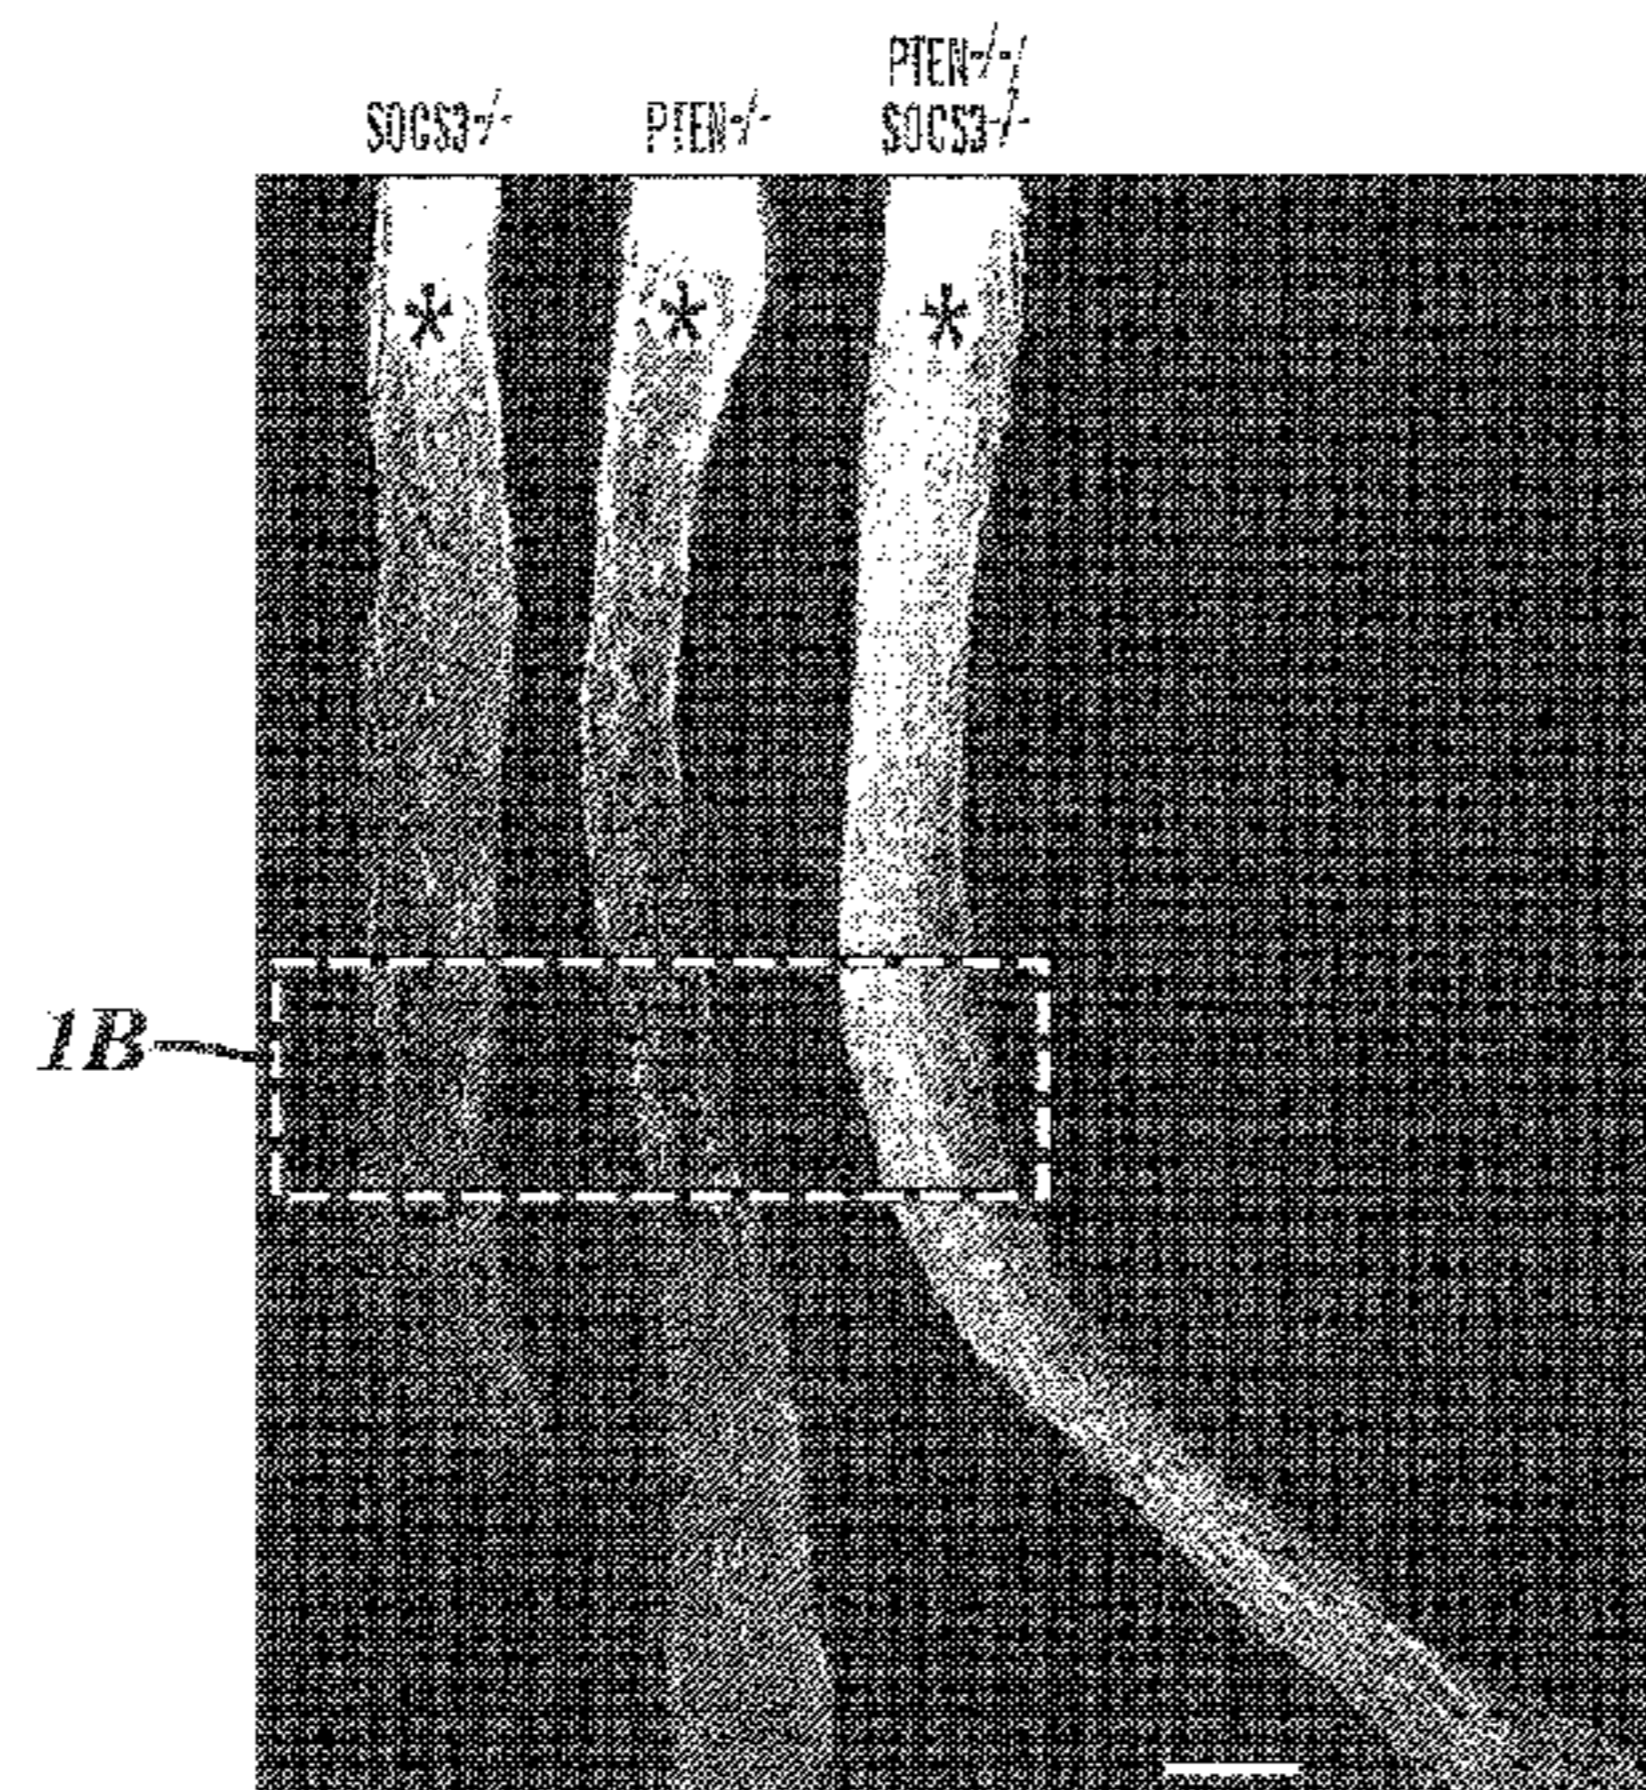 SOCS3-/-
PTEN-/-
PTEN-/-/
SOCS3-/-
* * *
1B